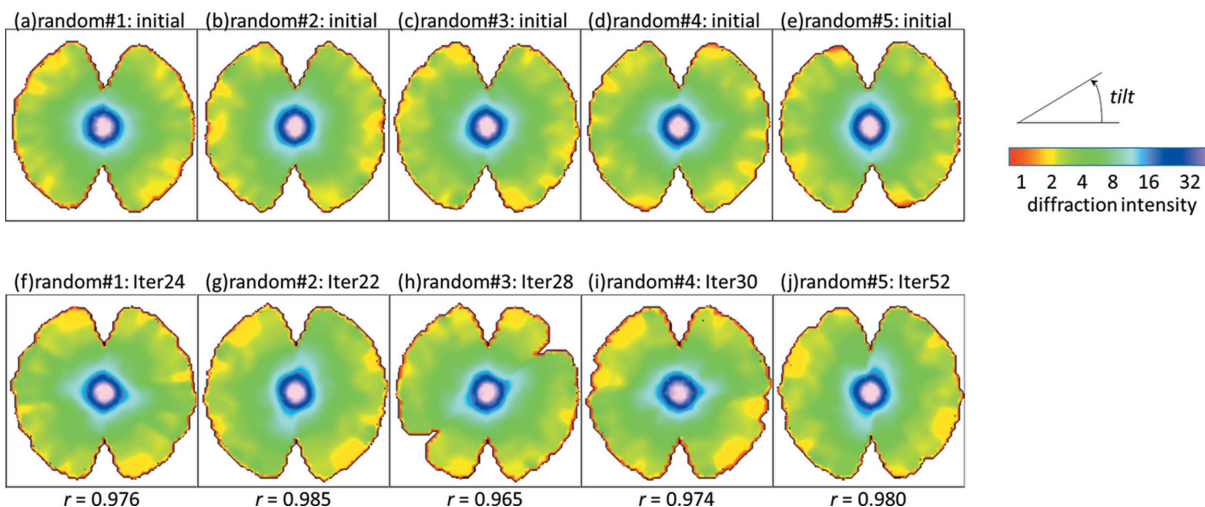 (a)random#1: initial
(b)random#2: initial
(c)random#3: initial
(d)random#4: initial
(e)random#5: initial
tilt
1 2 4 8 16 32
diffraction intensity
(f)random#1: Iter24
(g)random#2: Iter22
(h)random#3: Iter28
(i)random#4: Iter30
(j)random#5: Iter52
r = 0.976
r = 0.985
r = 0.965
r = 0.974
r = 0.980